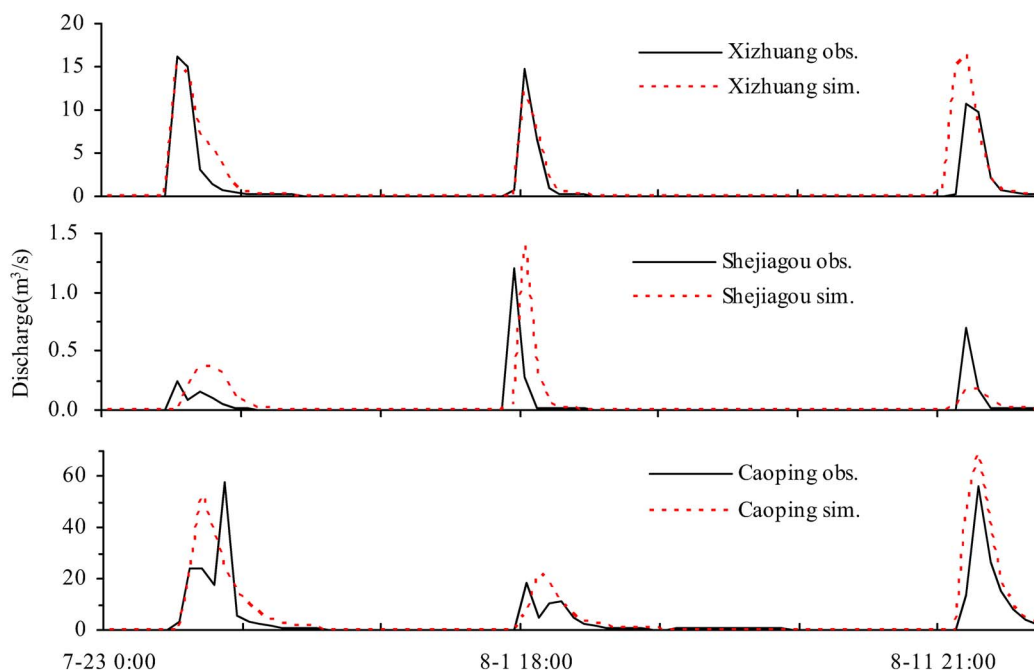 20
15
10
5
0
Xizhuang obs.
Xizhuang sim.
Discharge(m³/s)
1.5
1.0
0.5
0.0
Shejiagou obs.
Shejiagou sim.
60
40
20
0
Caoping obs.
Caoping sim.
7-23 0:00 8-1 18:00 8-11 21:00